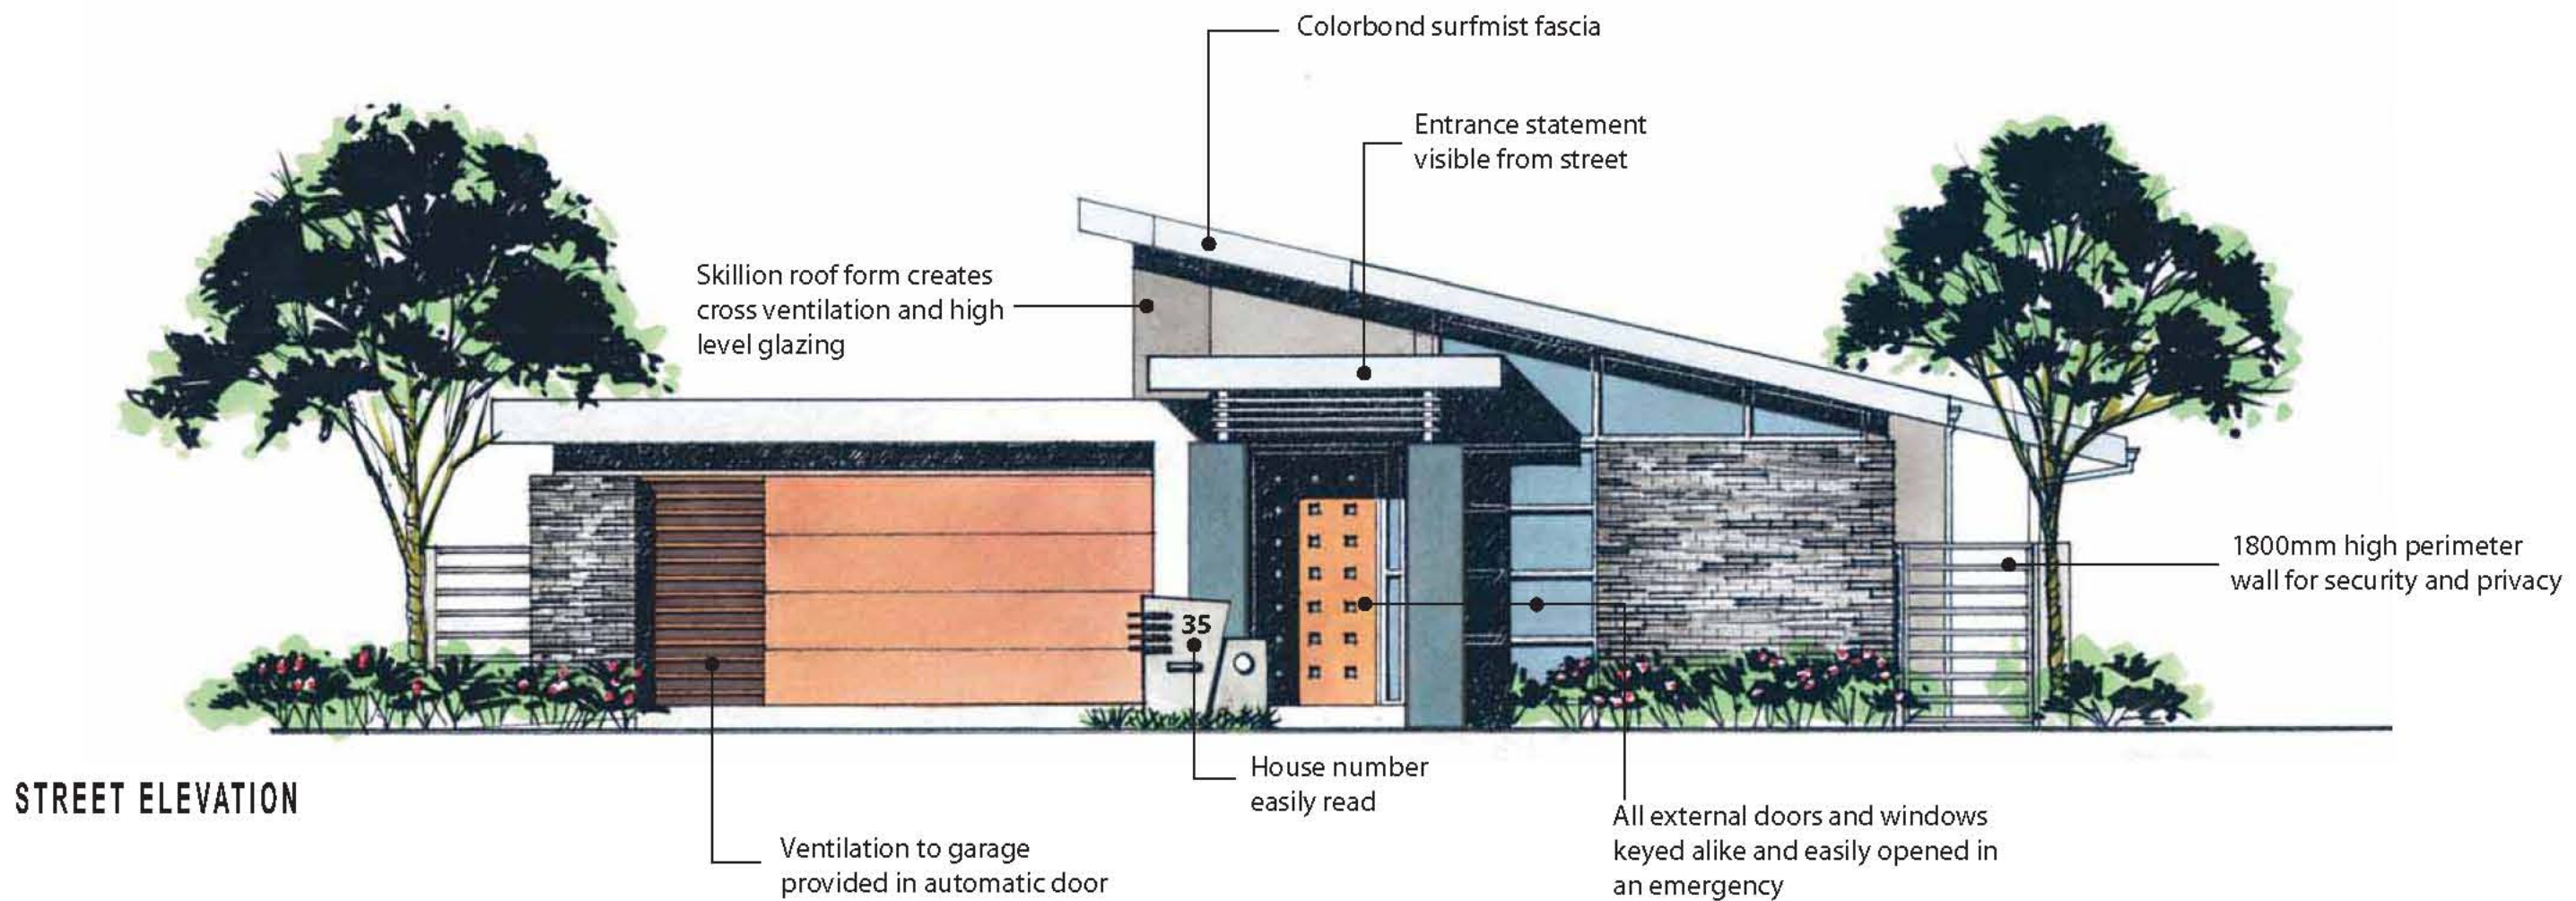 Colorbond surfmist fascia
Entrance statement
visible from street
Skillion roof form creates
cross ventilation and high
level glazing
1800mm high perimeter
wall for security and privacy
35
House number
easily read
STREET ELEVATION
All external doors and windows
keyed alike and easily opened in
an emergency
Ventilation to garage
provided in automatic door